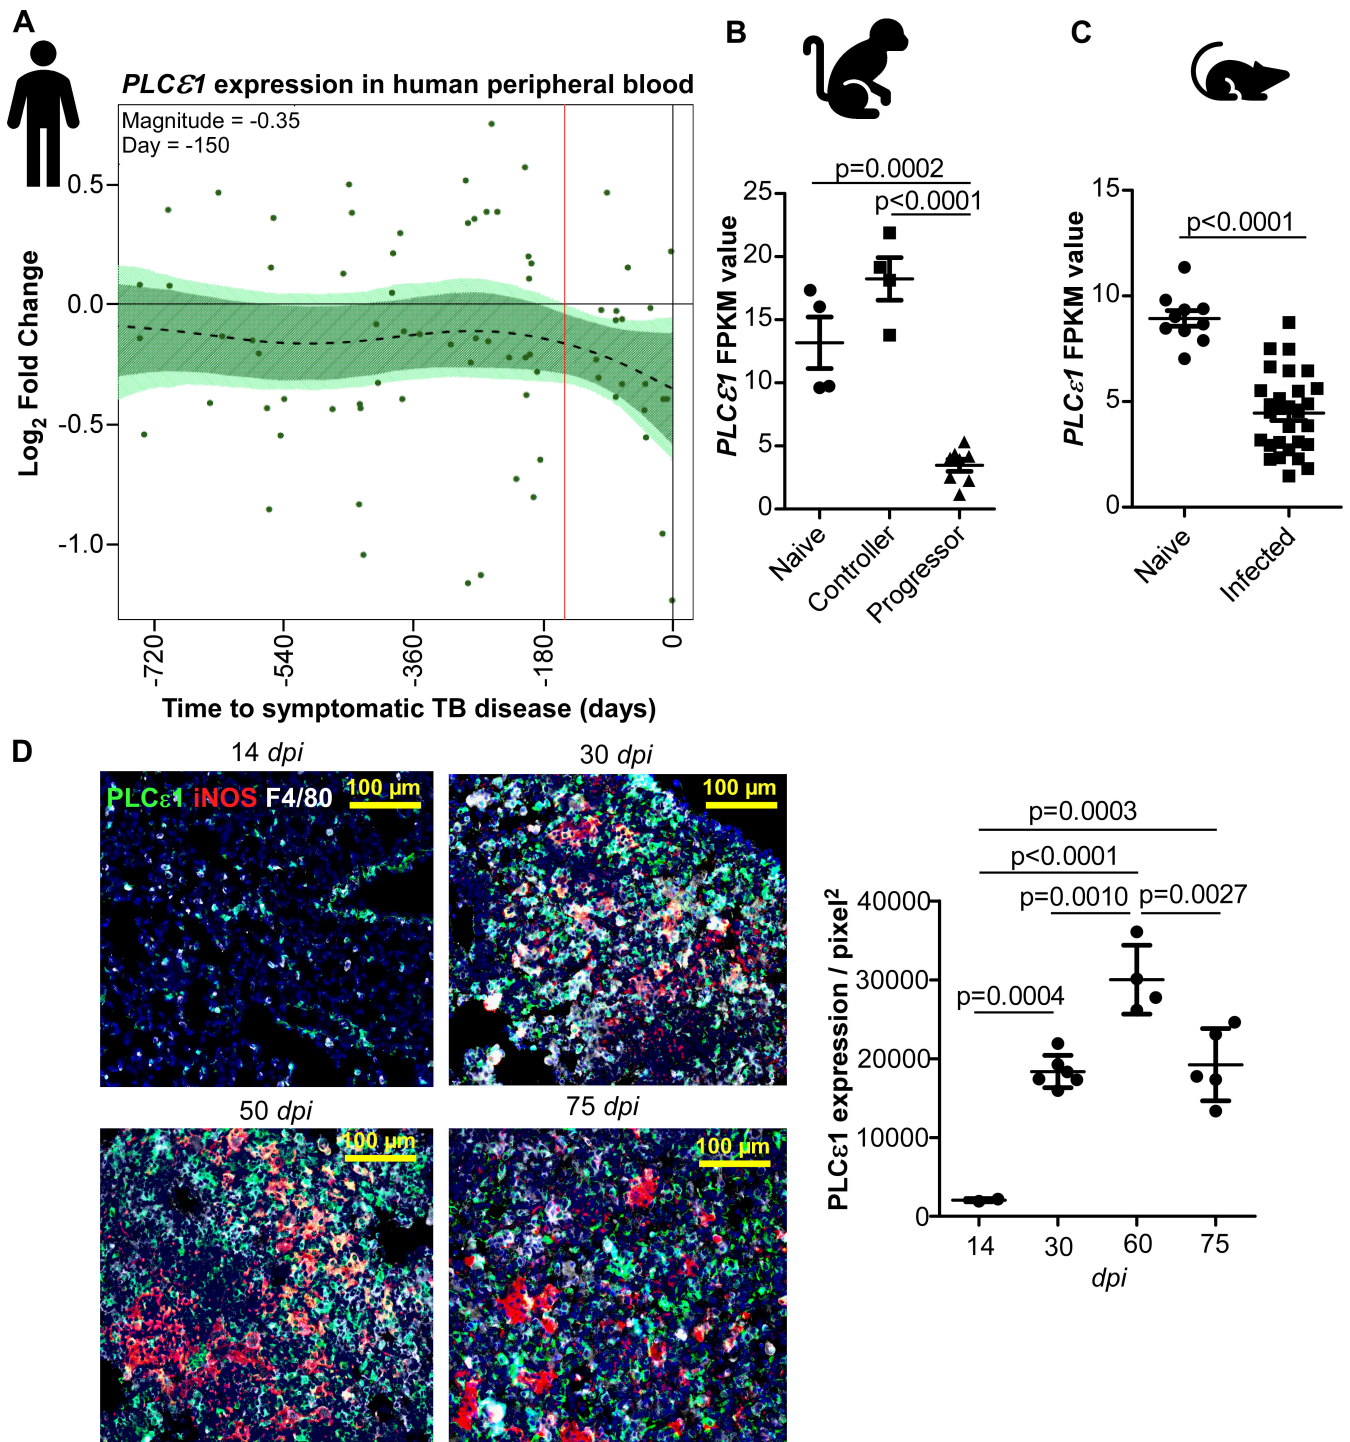 A
PLCε1 expression in human peripheral blood
Magnitude = -0.35
Day = -150
0.5
0.0
-0.5
-1.0
Log2 Fold Change
-720
-540
-360
-180
0
Time to symptomatic TB disease (days)
B
p=0.0002
p<0.0001
25
20
15
10
5
0
PLCε1 FPKM value
Naive
Controller
Progressor
C
p<0.0001
15
10
5
0
PLCε1 FPKM value
Naive
Infected
D
14 dpi
PLCε1 iNOS F4/80
100 µm
30 dpi
100 µm
50 dpi
100 µm
75 dpi
100 µm
p=0.0003
p<0.0001
p=0.0010
p=0.0027
p=0.0004
40000
30000
20000
10000
0
PLCε1 expression / pixel²
14
30
60
75
dpi